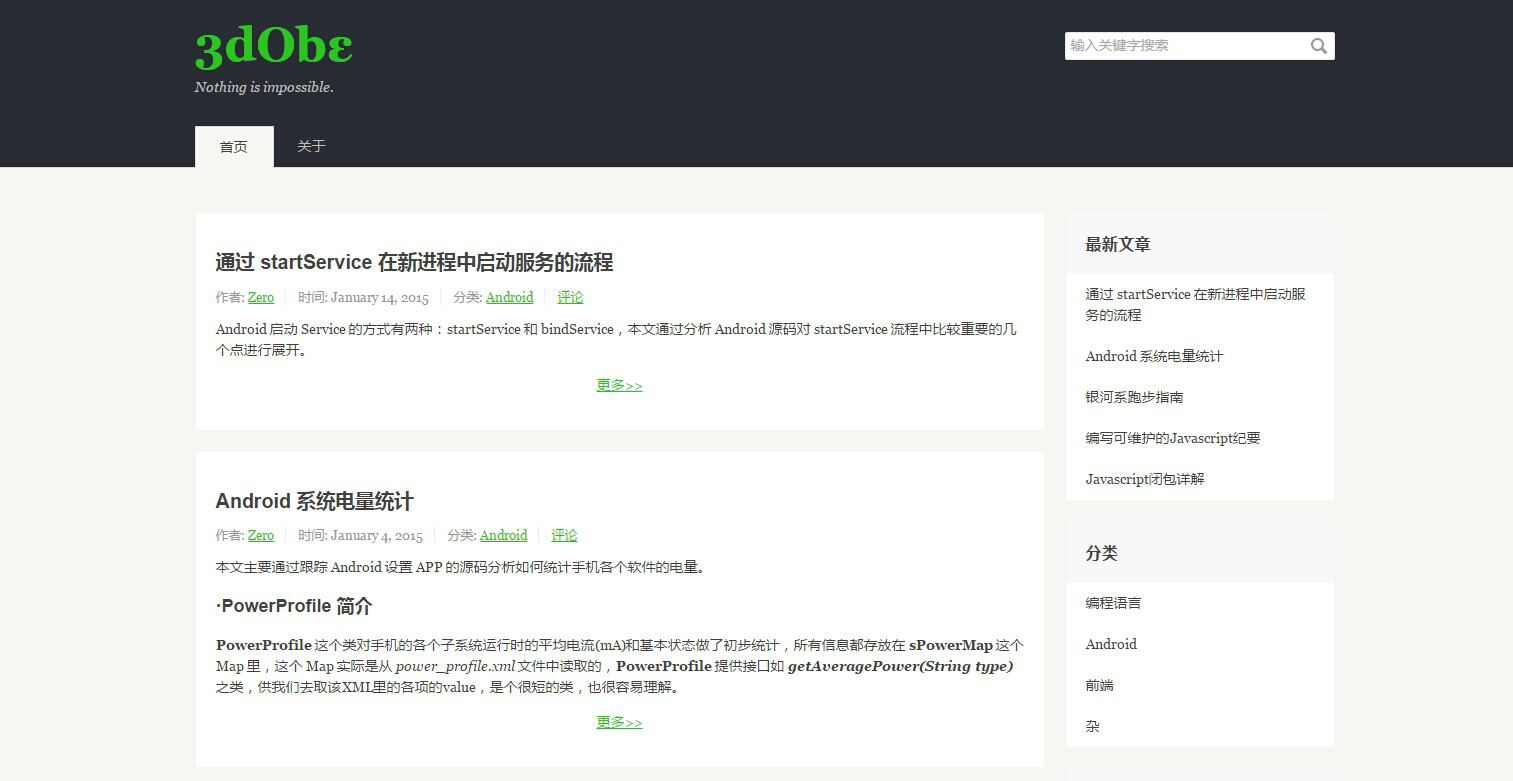 3dObε
Nothing is impossible.
输入关键字搜索
首页
关于
通过 startService 在新进程中启动服务的流程
作者: Zero 时间: January 14, 2015 分类: Android 评论
Android 启动 Service 的方式有两种：startService 和 bindService，本文通过分析 Android 源码对 startService 流程中比较重要的几
个点进行展开。
更多>>
Android 系统电量统计
作者: Zero 时间: January 4, 2015 分类: Android 评论
本文主要通过跟踪 Android 设置 APP 的源码分析如何统计手机各个软件的电量。
·PowerProfile 简介
PowerProfile 这个类对手机的各个子系统运行时的平均电流(mA)和基本状态做了初步统计，所有信息都存放在 sPowerMap 这个
Map 里，这个 Map 实际是从 power_profile.xml 文件中读取的，PowerProfile 提供接口如 getAveragePower(String type)
之类，供我们去取该XML里的各项的value，是个很短的类，也很容易理解。
更多>>
最新文章
通过 startService 在新进程中启动服
务的流程
Android 系统电量统计
银河系跑步指南
编写可维护的Javascript纪要
Javascript闭包详解
分类
编程语言
Android
前端
杂